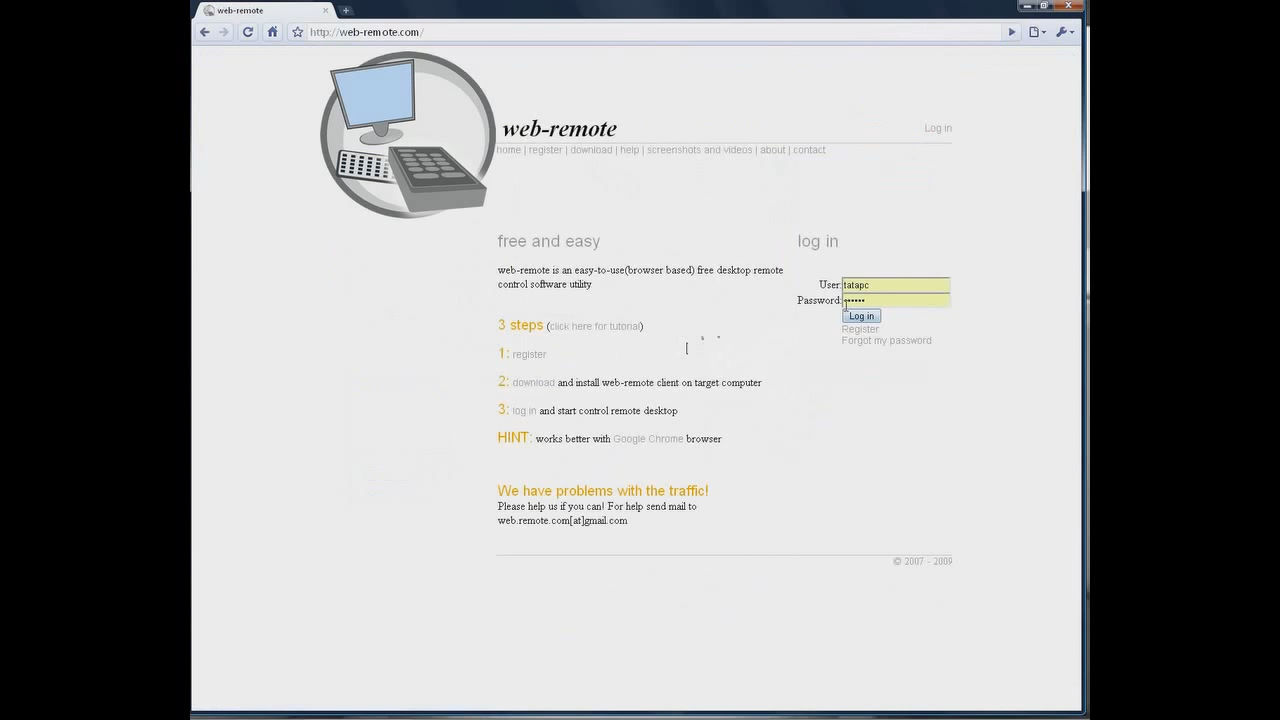 web-remote
http://web-remote.com/
web-remote
Log in
home | register | download | help | screenshots and videos | about | contact
free and easy
log in
web-remote is an easy-to-use(browser based) free desktop remote
control software utility
User: tatapc
Password: ••••••
Log in
Register
Forgot my password
3 steps (click here for tutorial)
1: register
2: download and install web-remote client on target computer
3: log in and start control remote desktop
HINT: works better with Google Chrome browser
We have problems with the traffic!
Please help us if you can! For help send mail to
web.remote.com[at]gmail.com
© 2007 - 2009